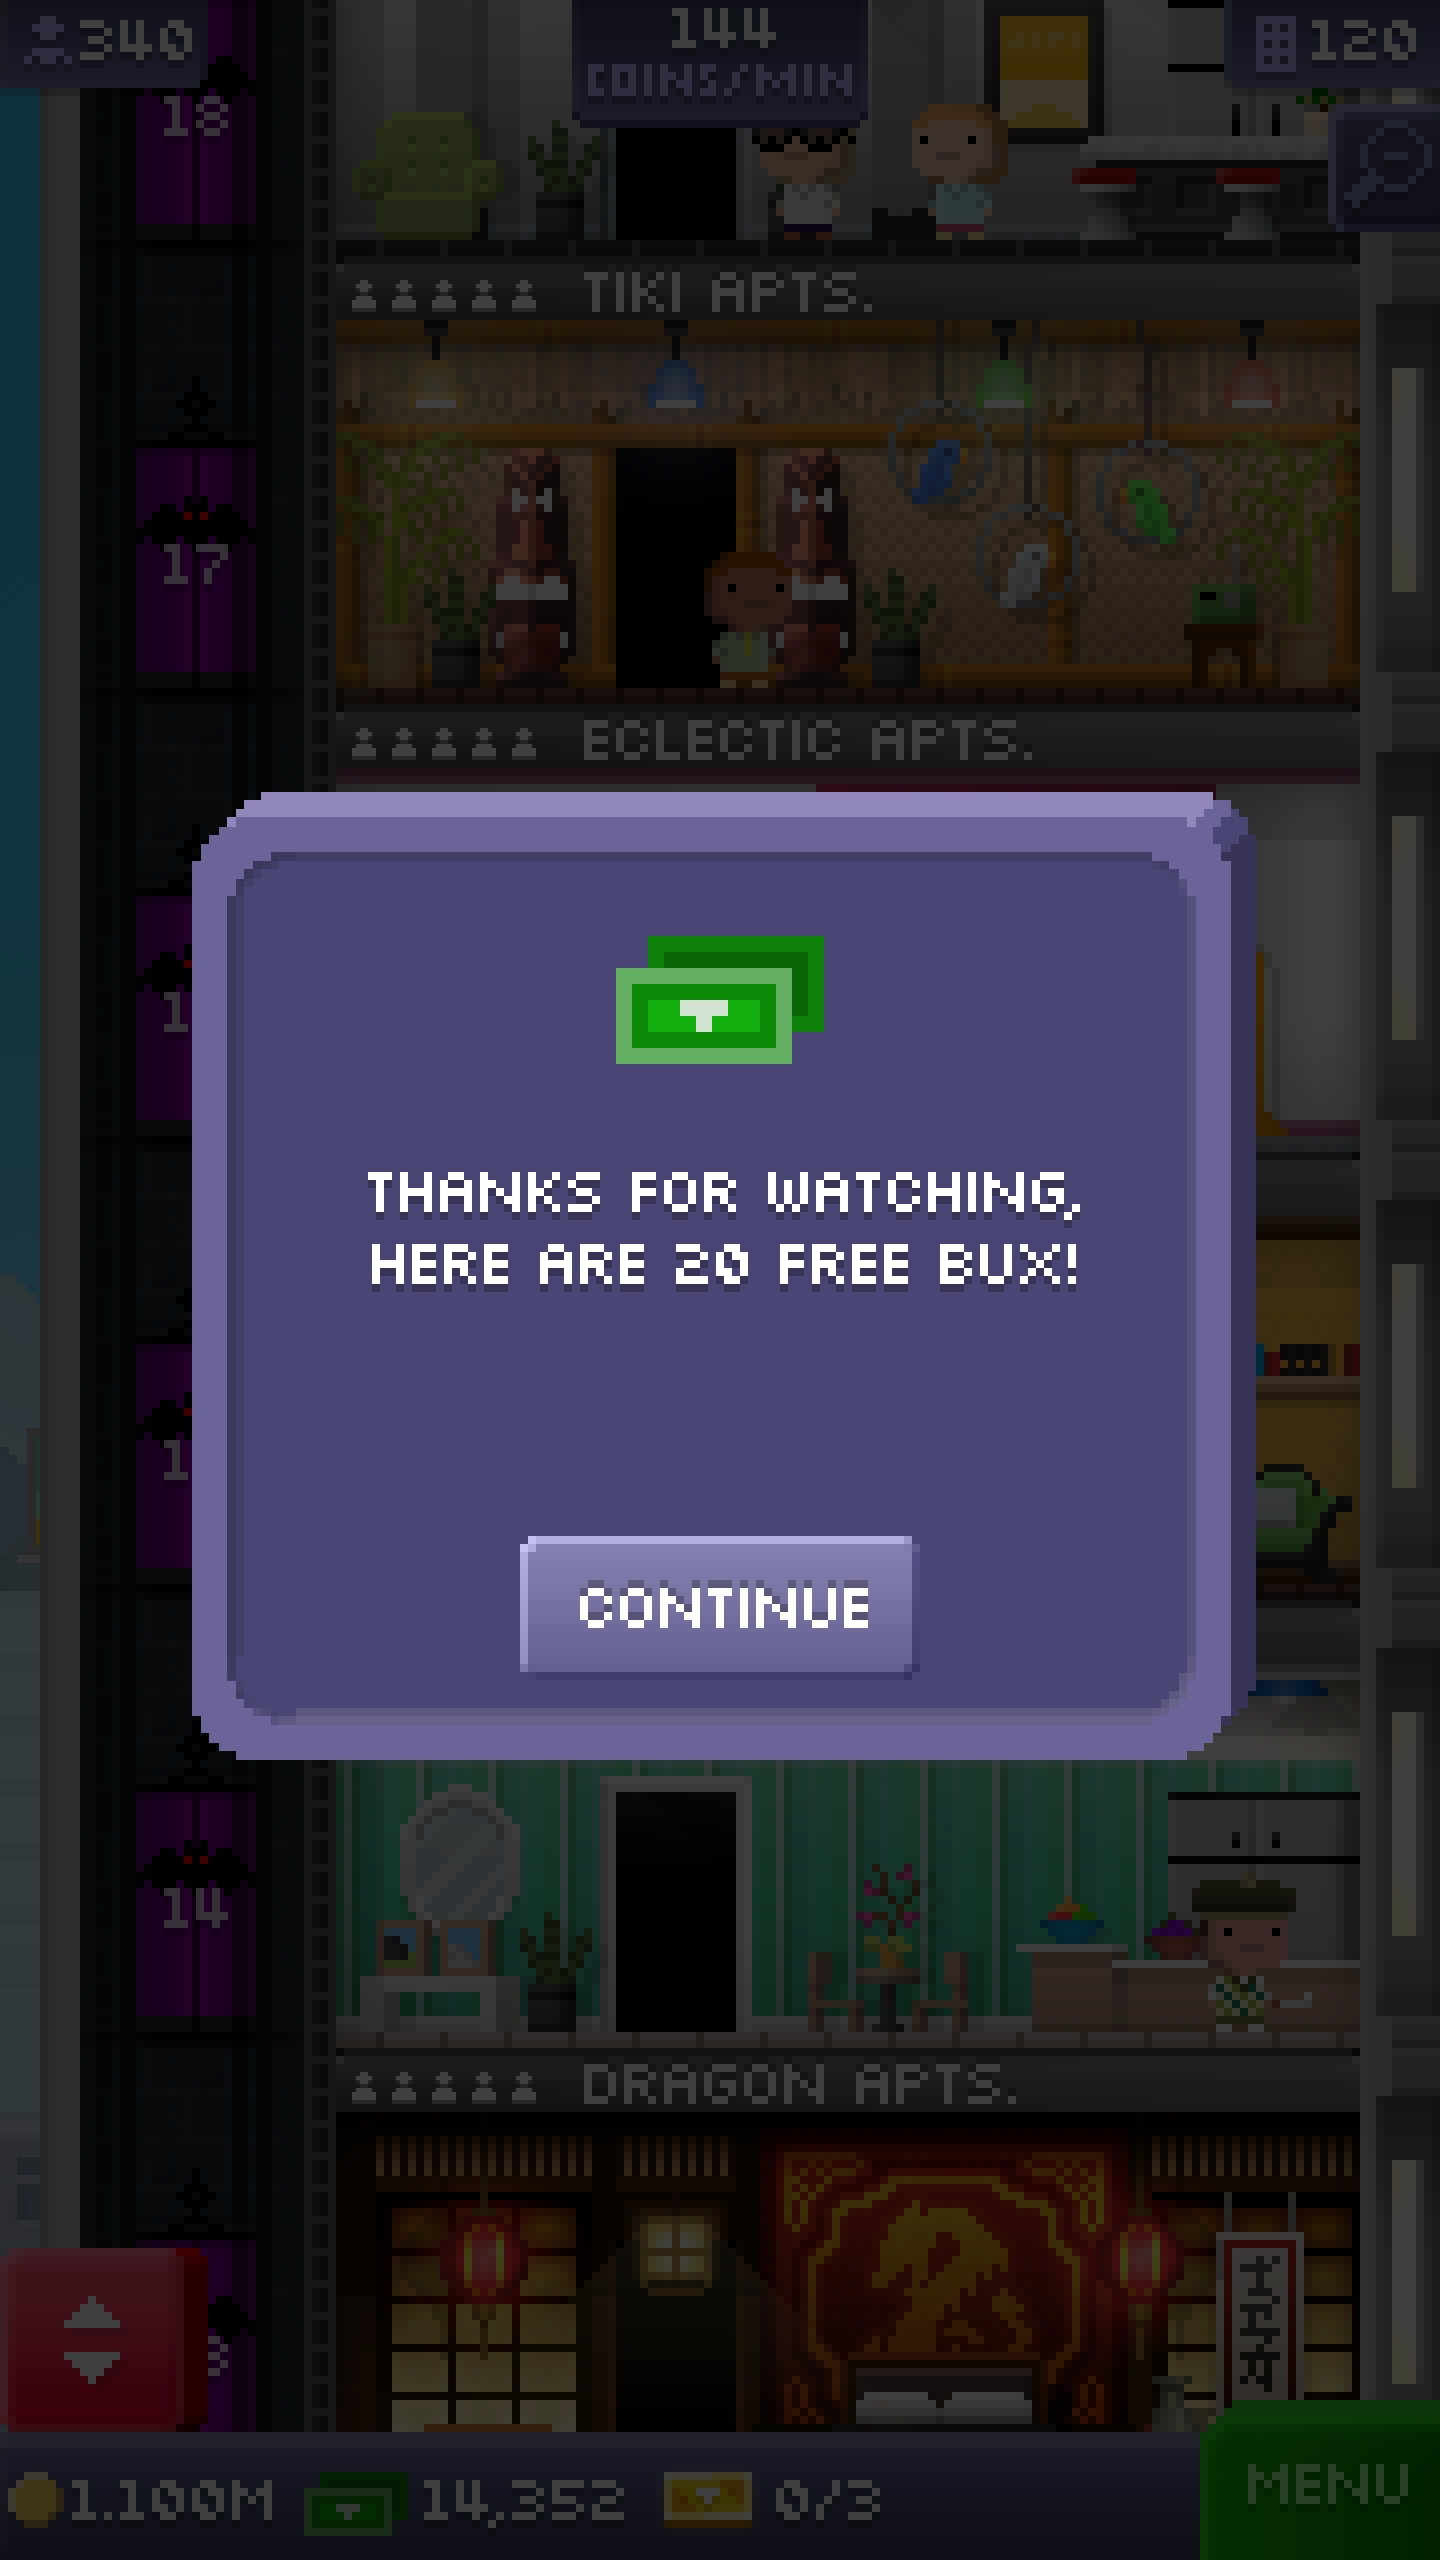 340
144
COINS/MIN
120
18
TIKI APTS.
17
ECLECTIC APTS.
THANKS FOR WATCHING,
HERE ARE 20 FREE BUX!
CONTINUE
14
DRAGON APTS.
1.100M
14,352
0/3
MENU